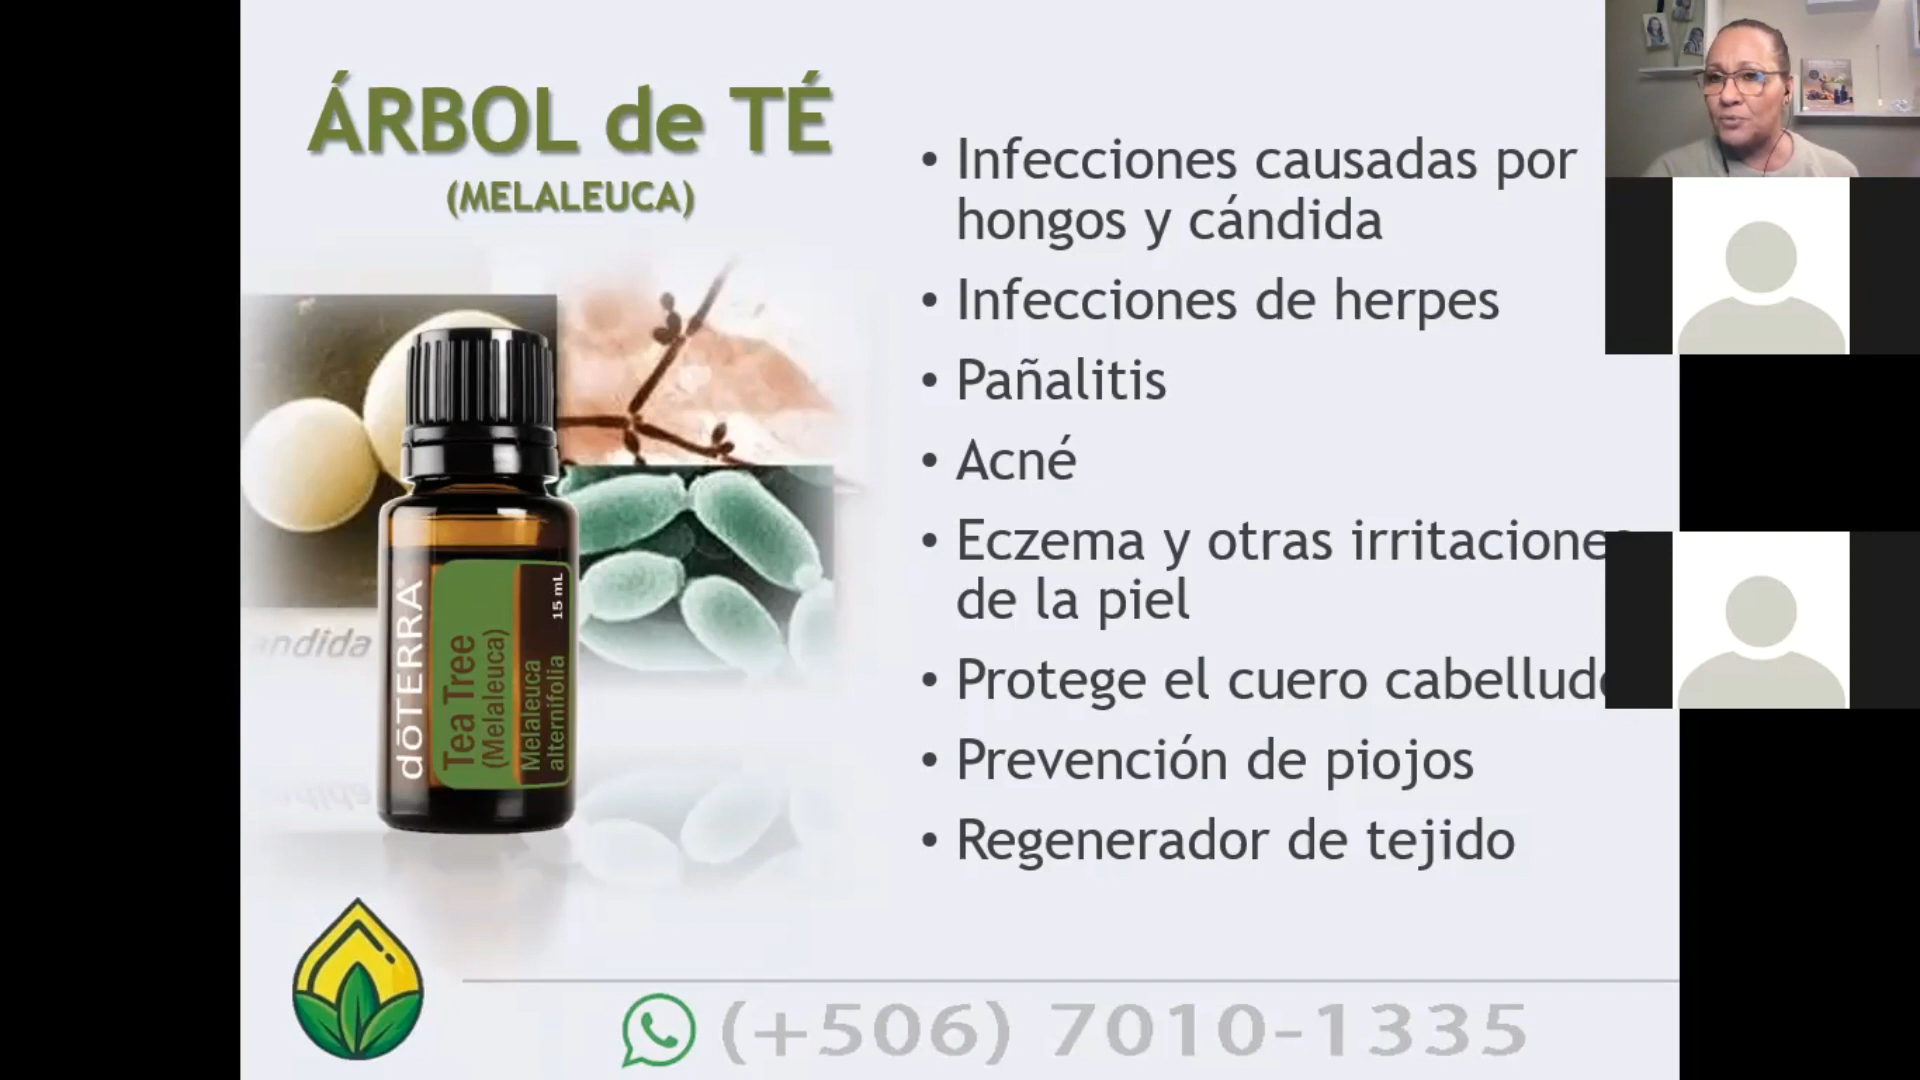 ÁRBOL de TÉ
(MELALEUCA)
• Infecciones causadas por
hongos y cándida
• Infecciones de herpes
• Pañalitis
• Acné
• Eczema y otras irritacione
de la piel
• Protege el cuero cabellud
• Prevención de piojos
• Regenerador de tejido
andida
dōTERRA
Tea Tree
(Melaleuca)
Melaleuca
alternifolia
15 mL
(+506) 7010-1335